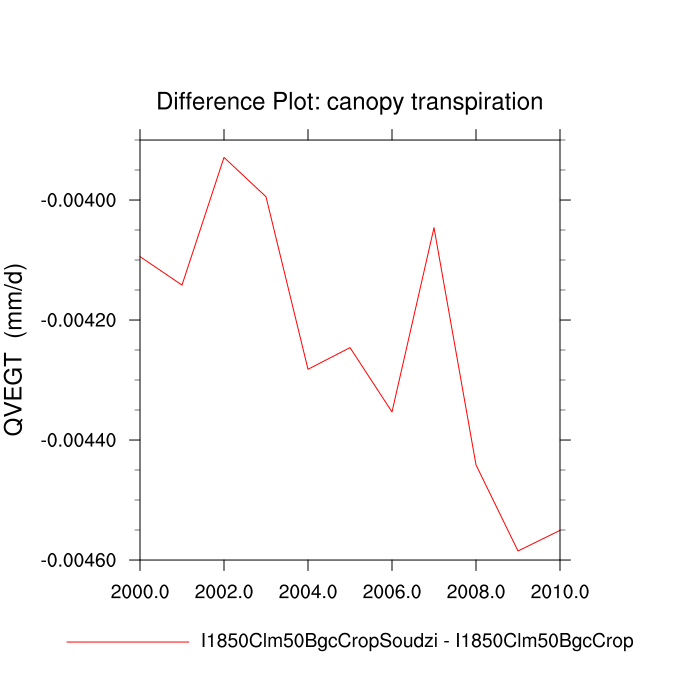 Difference Plot: canopy transpiration
QVEGT (mm/d)
-0.00400
-0.00420
-0.00440
-0.00460
2000.0 2002.0 2004.0 2006.0 2008.0 2010.0
I1850Clm50BgcCropSoudzi - I1850Clm50BgcCrop